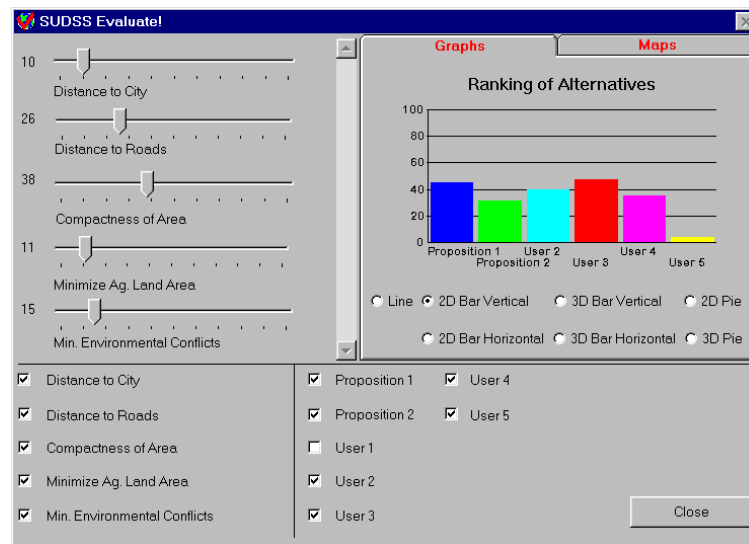 SUDSS Evaluate!
10
Distance to City
26
Distance to Roads
38
Compactness of Area
11
Minimize Ag. Land Area
15
Min. Environmental Conflicts
Graphs Maps
Ranking of Alternatives
100
80
60
40
20
0
Proposition 1 User 2 User 4
Proposition 2 User 3 User 5
Line 2D Bar Vertical 3D Bar Vertical 2D Pie
2D Bar Horizontal 3D Bar Horizontal 3D Pie
Distance to City
Distance to Roads
Compactness of Area
Minimize Ag. Land Area
Min. Environmental Conflicts
Proposition 1 User 4
Proposition 2 User 5
User 1
User 2
User 3
Close